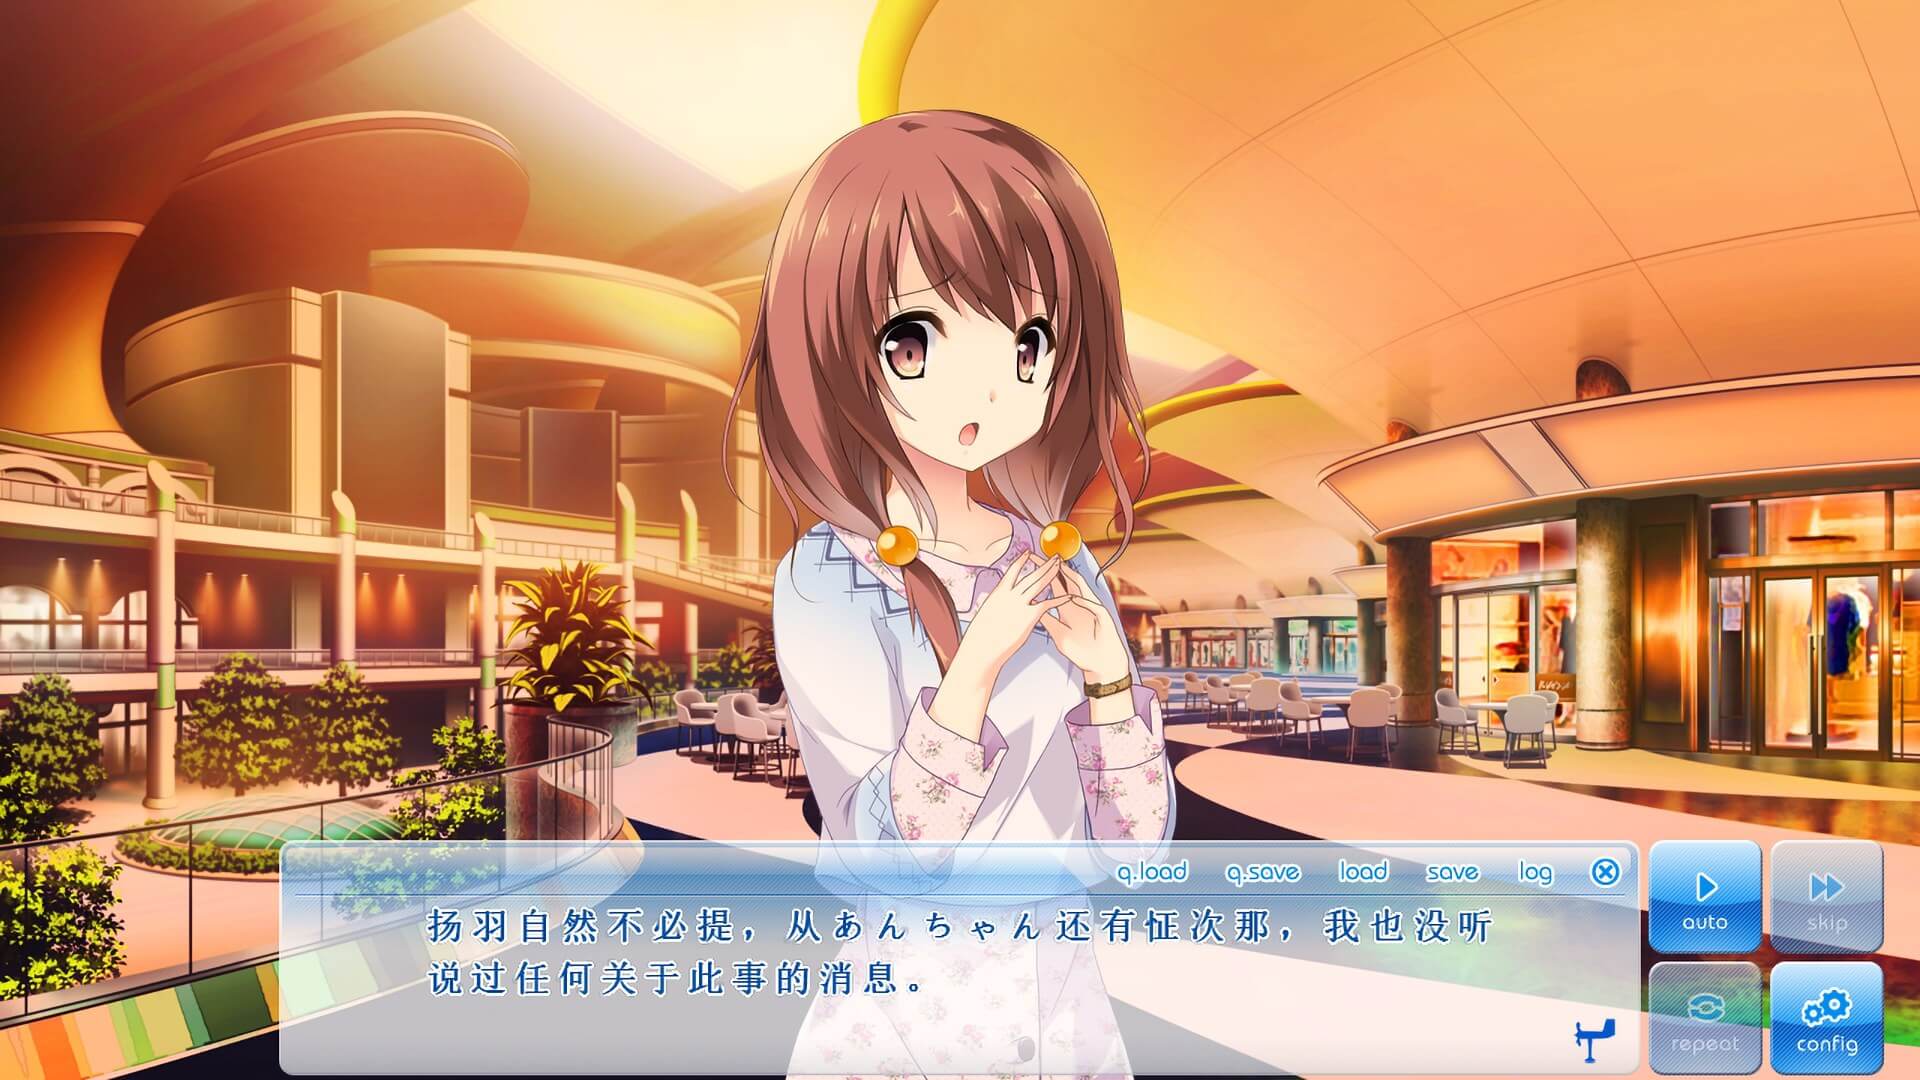 q.load q.save load save log
扬羽自然不必提，从あんちゃん还有怔次那，我也没听
说过任何关于此事的消息。
auto
skip
repeat
config